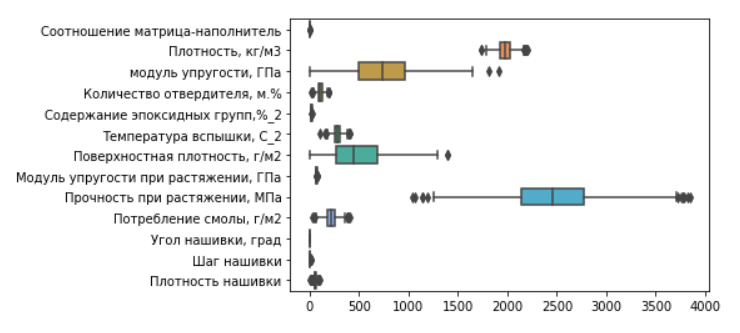 Соотношение матрица-наполнитель
Плотность, кг/м3
модуль упругости, ГПа
Количество отвердителя, м.%
Содержание эпоксидных групп,%_2
Температура вспышки, С_2
Поверхностная плотность, г/м2
Модуль упругости при растяжении, ГПа
Прочность при растяжении, МПа
Потребление смолы, г/м2
Угол нашивки, град
Шаг нашивки
Плотность нашивки
0 500 1000 1500 2000 2500 3000 3500 4000